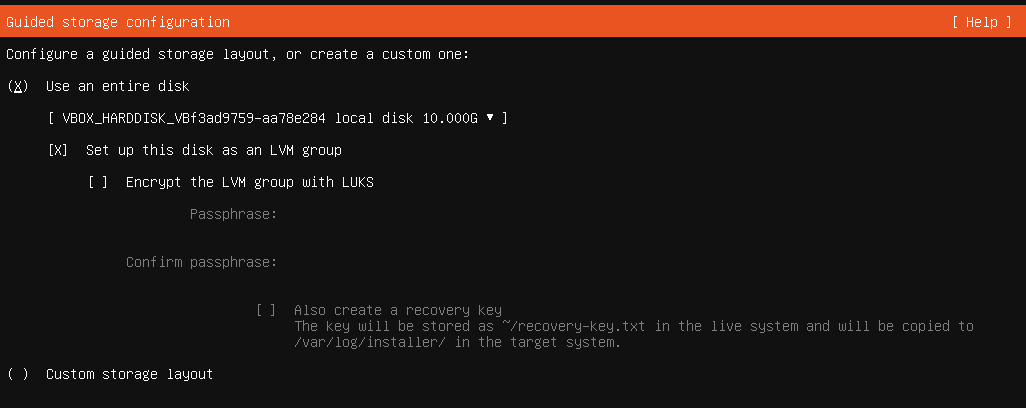 Guided storage configuration [ Help ]
Configure a guided storage layout, or create a custom one:
(X) Use an entire disk
[ VBOX_HARDDISK_VBf3ad9759-aa78e284 local disk 10.000G ▾ ]
[X] Set up this disk as an LVM group
[ ] Encrypt the LVM group with LUKS
Passphrase:
Confirm passphrase:
[ ] Also create a recovery key
The key will be stored as ~/recovery-key.txt in the live system and will be copied to
/var/log/installer/ in the target system.
( ) Custom storage layout